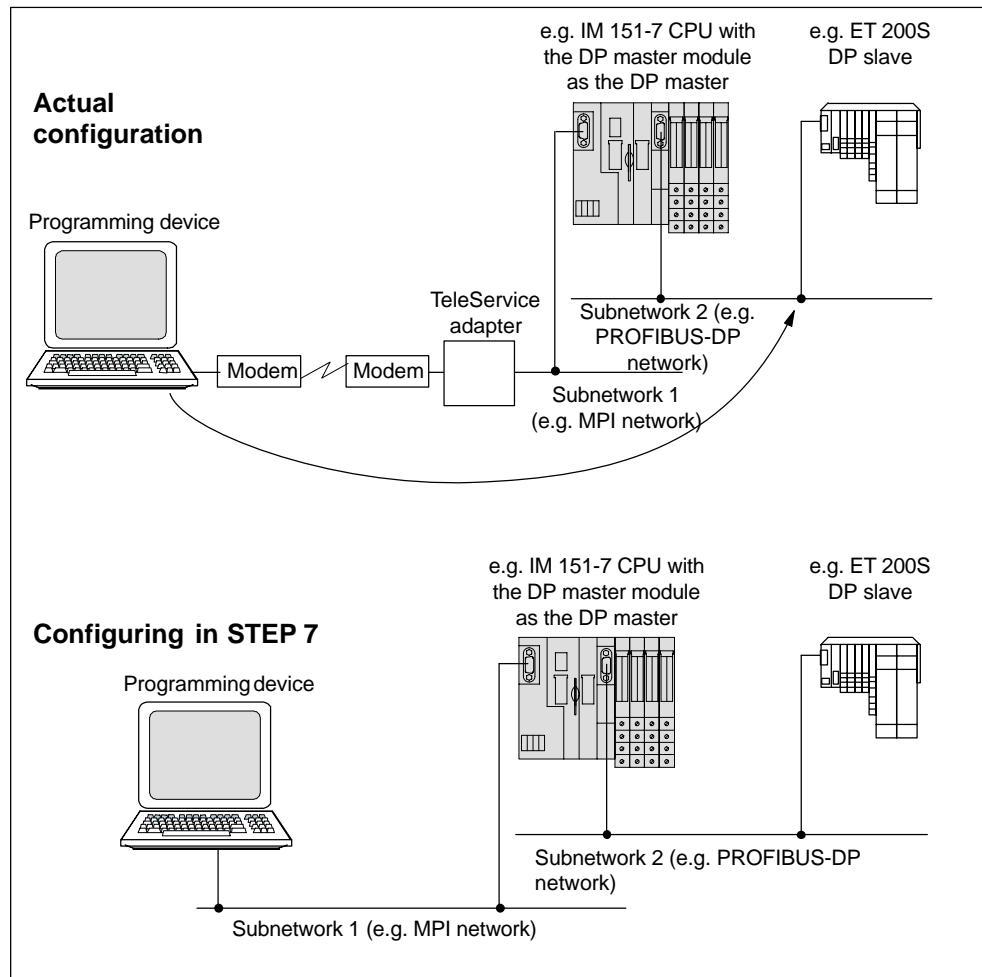 e.g. IM 151-7 CPU with
the DP master module
as the DP master
e.g. ET 200S
DP slave
Actual
configuration
Programming device
TeleService
adapter
Modem
Modem
Subnetwork 2 (e.g.
PROFIBUS-DP
network)
Subnetwork 1
(e.g. MPI network)
e.g. IM 151-7 CPU with
the DP master module
as the DP master
e.g. ET 200S
DP slave
Configuring in STEP 7
Programming device
Subnetwork 2 (e.g. PROFIBUS-DP
network)
Subnetwork 1 (e.g. MPI network)